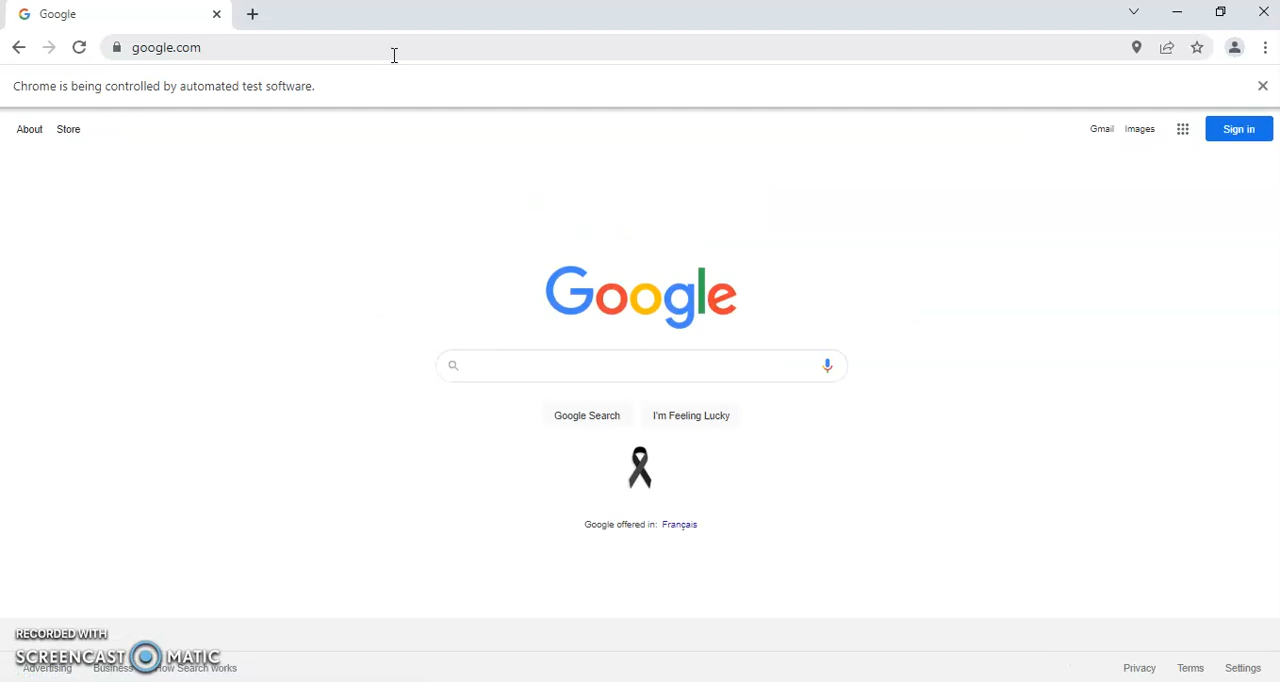 Google
google.com
Chrome is being controlled by automated test software.
About Store
Gmail Images Sign in
Google
Google Search I'm Feeling Lucky
Google offered in: Français
RECORDED WITH
SCREENCAST MATIC
Advertising Business How Search works
Privacy Terms Settings